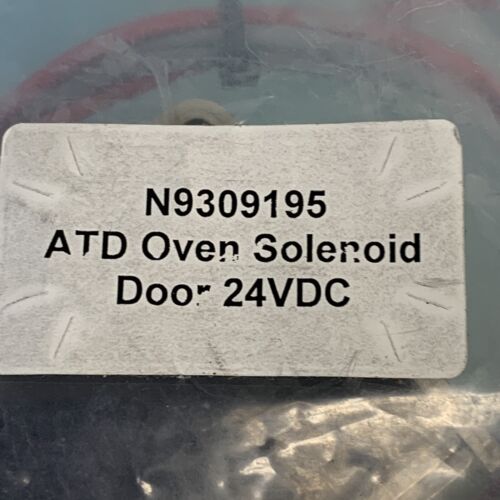 N9309195
ATD Oven Solenoid
Door 24VDC